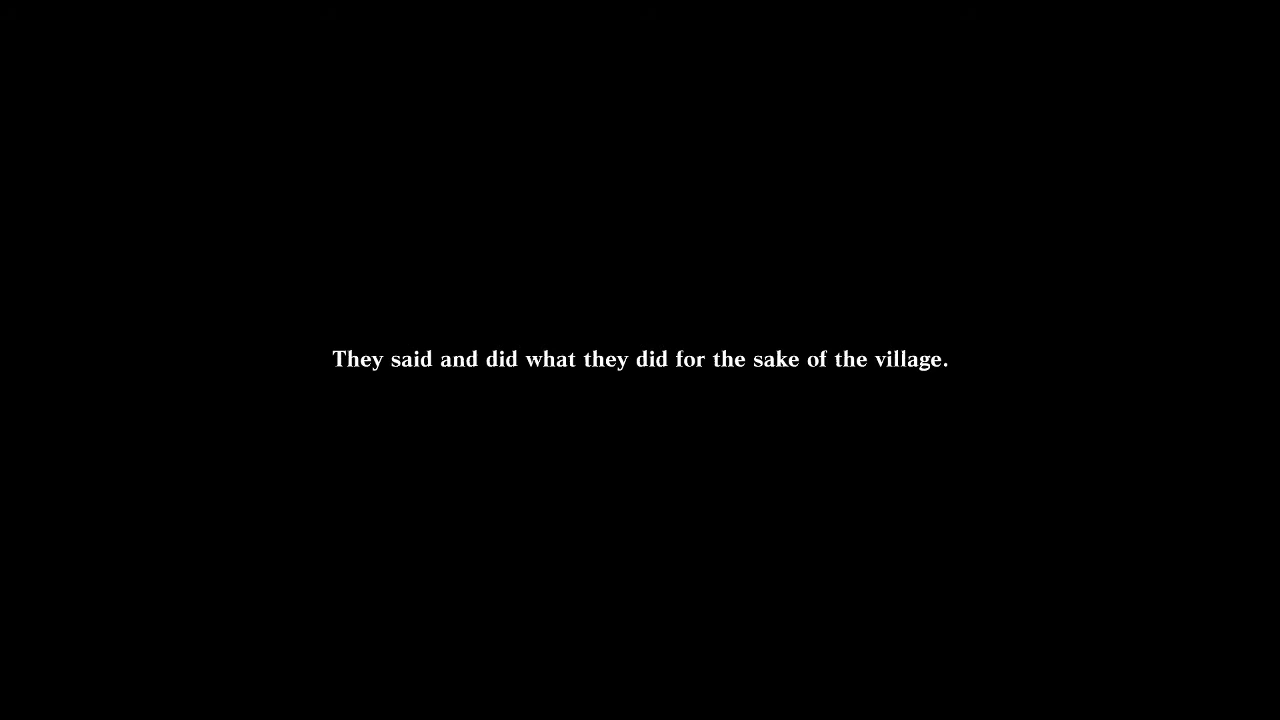 They said and did what they did for the sake of the village.